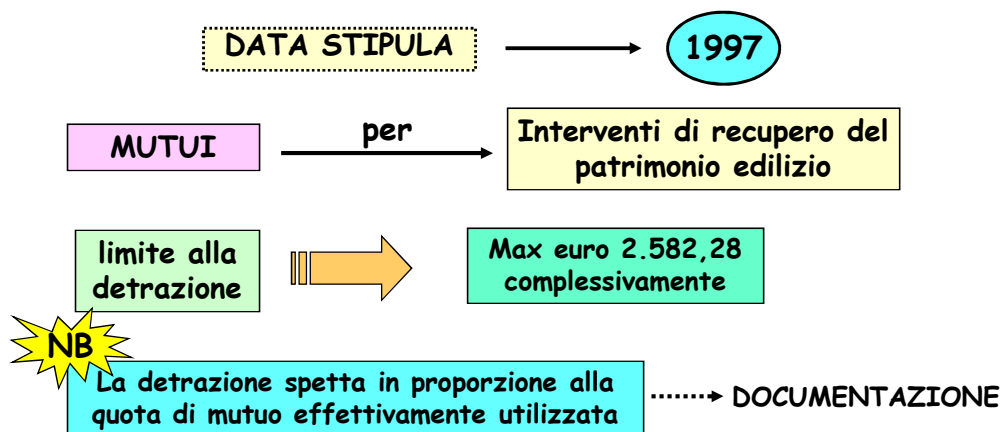 DATA STIPULA
1997
MUTUI
per
Interventi di recupero del
patrimonio edilizio
limite alla
detrazione
Max euro 2.582,28
complessivamente
NB
La detrazione spetta in proporzione alla
quota di mutuo effettivamente utilizzata
DOCUMENTAZIONE